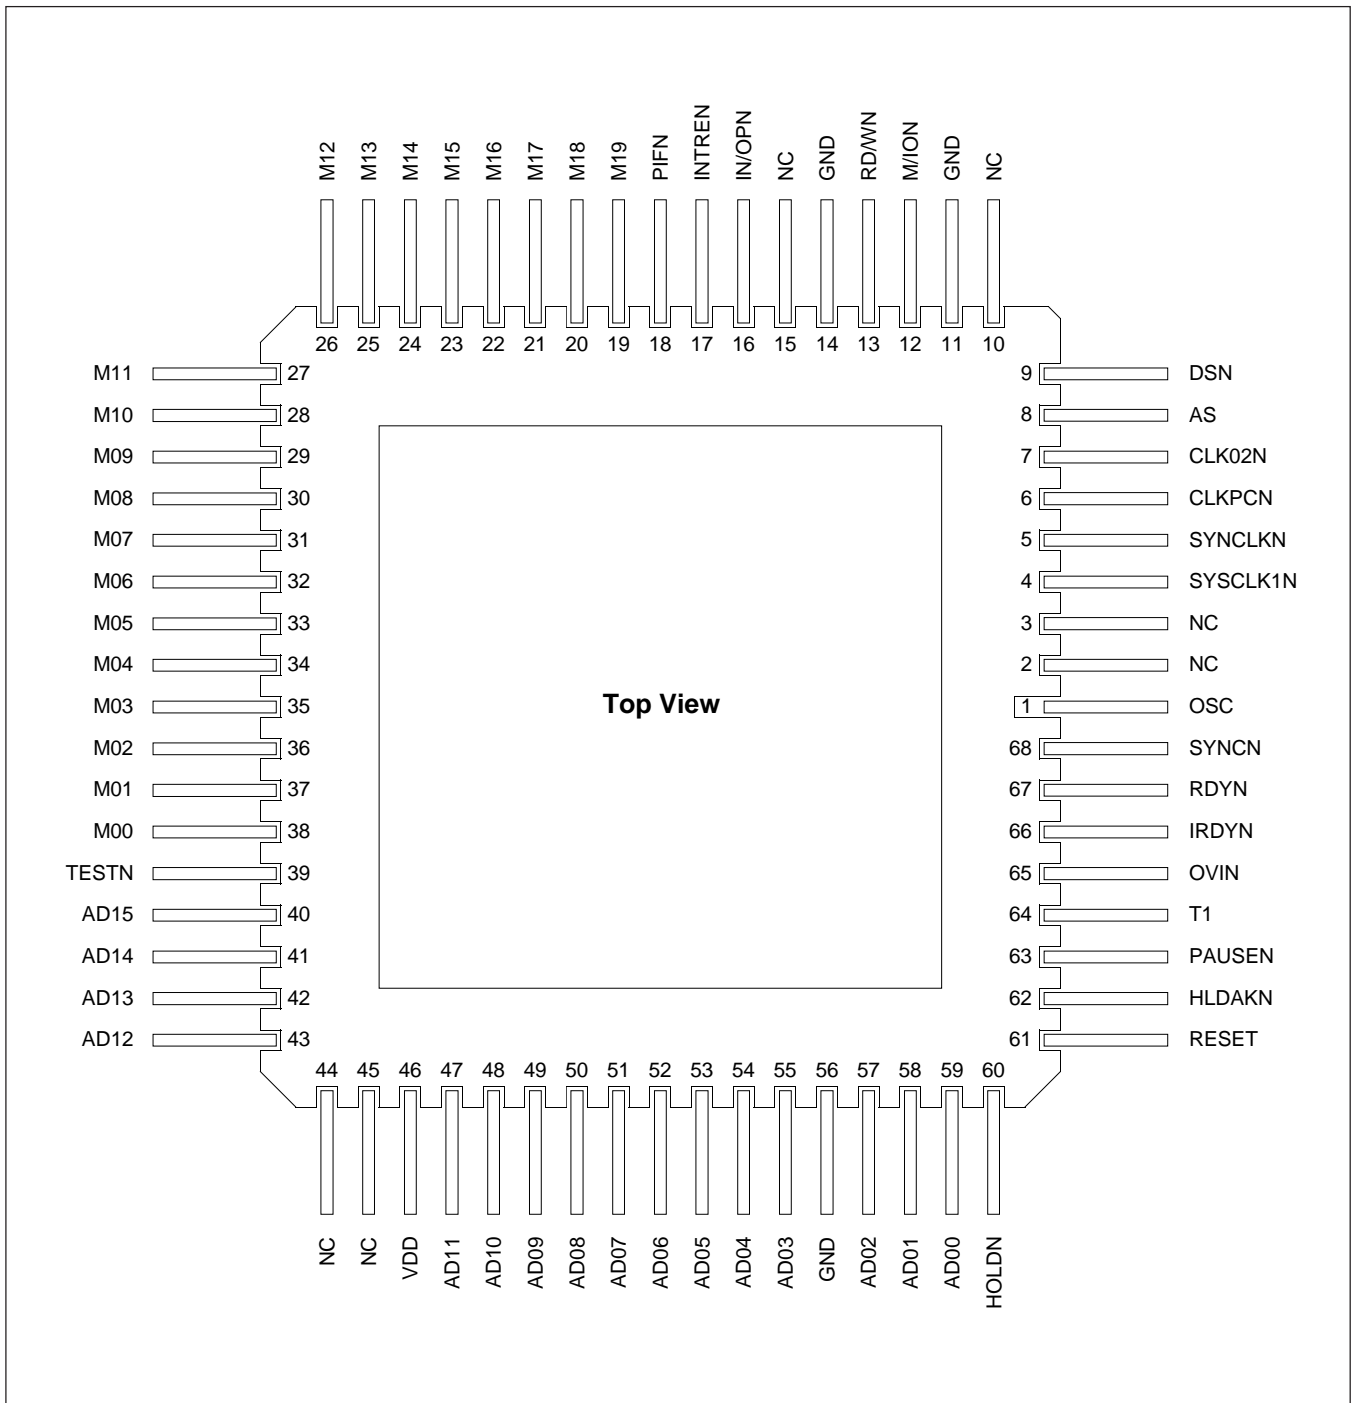 M12 M13 M14 M15 M16 M17 M18 M19 PIFN INTREN IN/OPN NC GND RD/WN M/ION GND NC
26 25 24 23 22 21 20 19 18 17 16 15 14 13 12 11 10
M11 27 9 DSN
M10 28 8 AS
M09 29 7 CLK02N
M08 30 6 CLKPCN
M07 31 5 SYNCLKN
M06 32 4 SYSCLK1N
M05 33 3 NC
M04 34 2 NC
M03 35 Top View 1 OSC
M02 36 68 SYNCN
M01 37 67 RDYN
M00 38 66 IRDYN
TESTN 39 65 OVIN
AD15 40 64 T1
AD14 41 63 PAUSEN
AD13 42 62 HLDAKN
AD12 43 61 RESET
44 45 46 47 48 49 50 51 52 53 54 55 56 57 58 59 60
NC NC VDD AD11 AD10 AD09 AD08 AD07 AD06 AD05 AD04 AD03 GND AD02 AD01 AD00 HOLDN